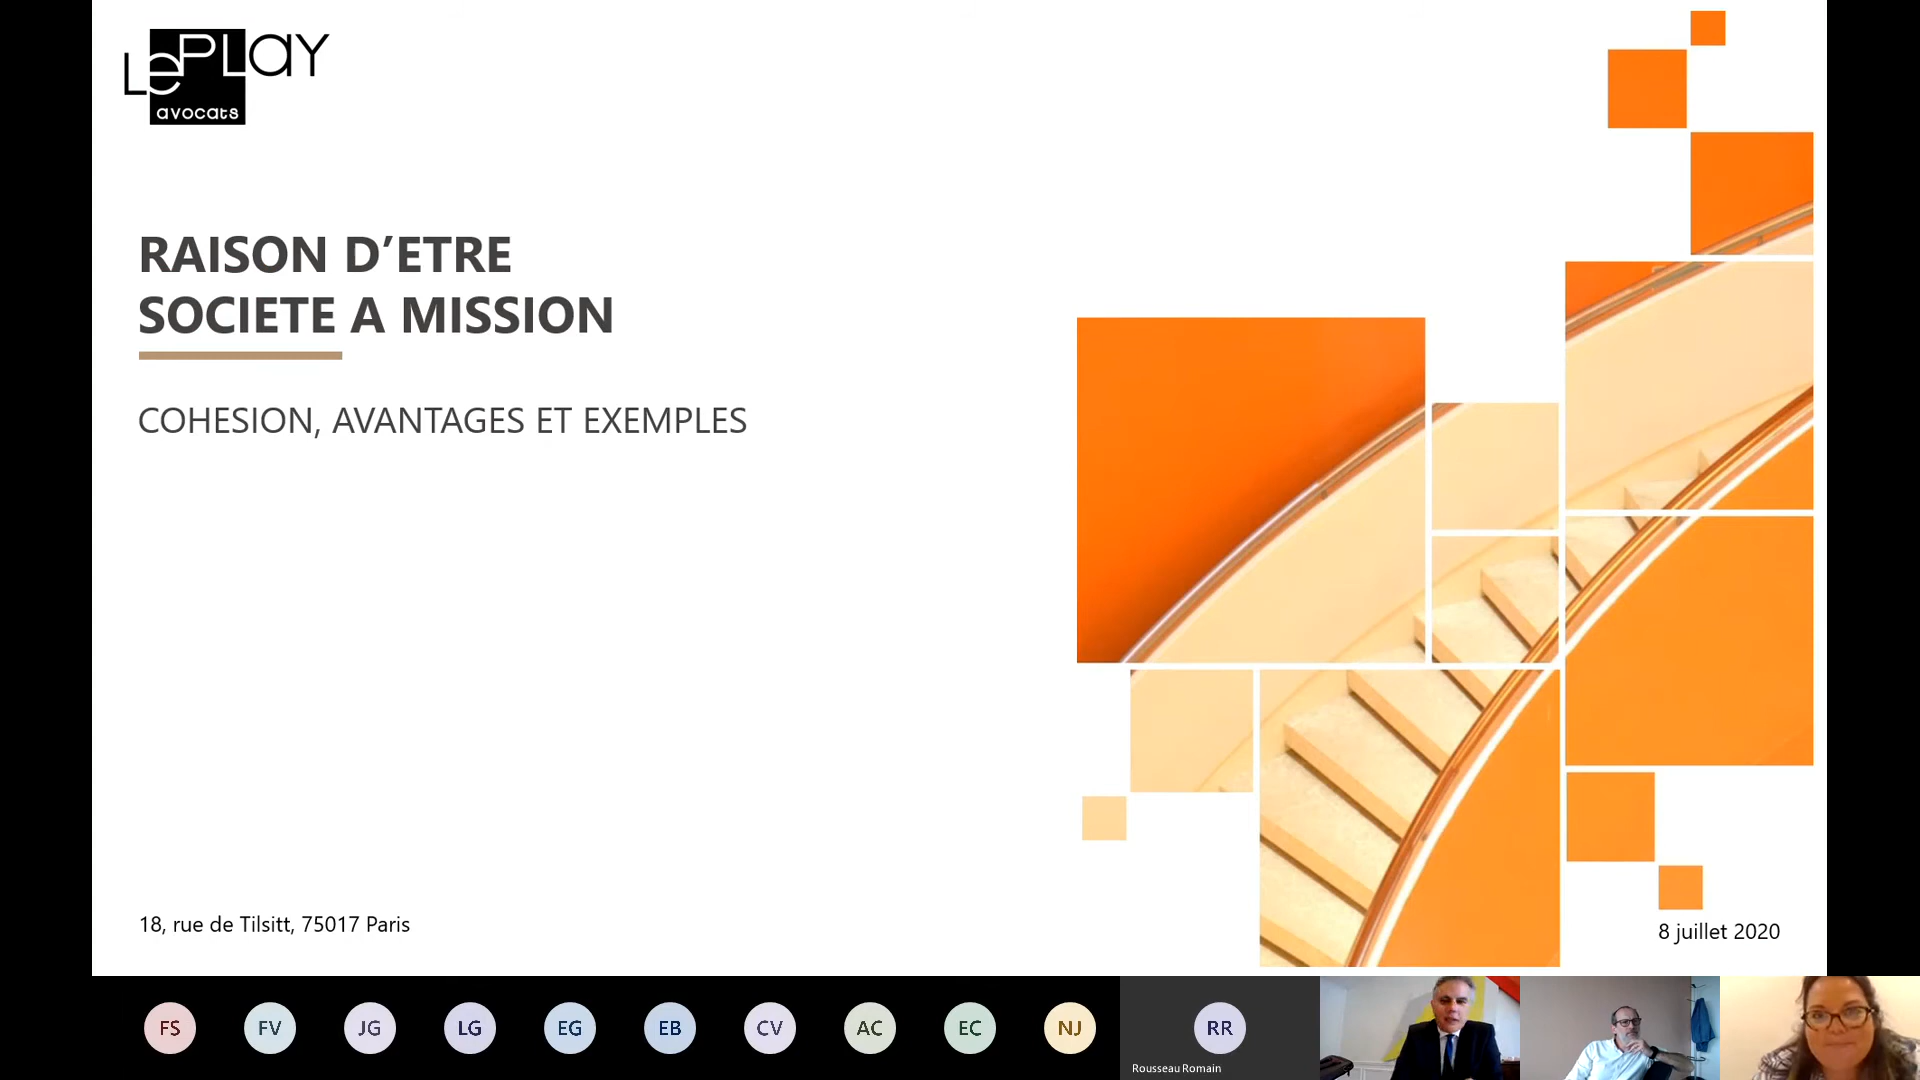 LePLaY
avocats
RAISON D’ETRE
SOCIETE A MISSION
COHESION, AVANTAGES ET EXEMPLES
18, rue de Tilsitt, 75017 Paris
8 juillet 2020
FS FV JG LG EG EB CV AC EC NJ RR
Rousseau Romain